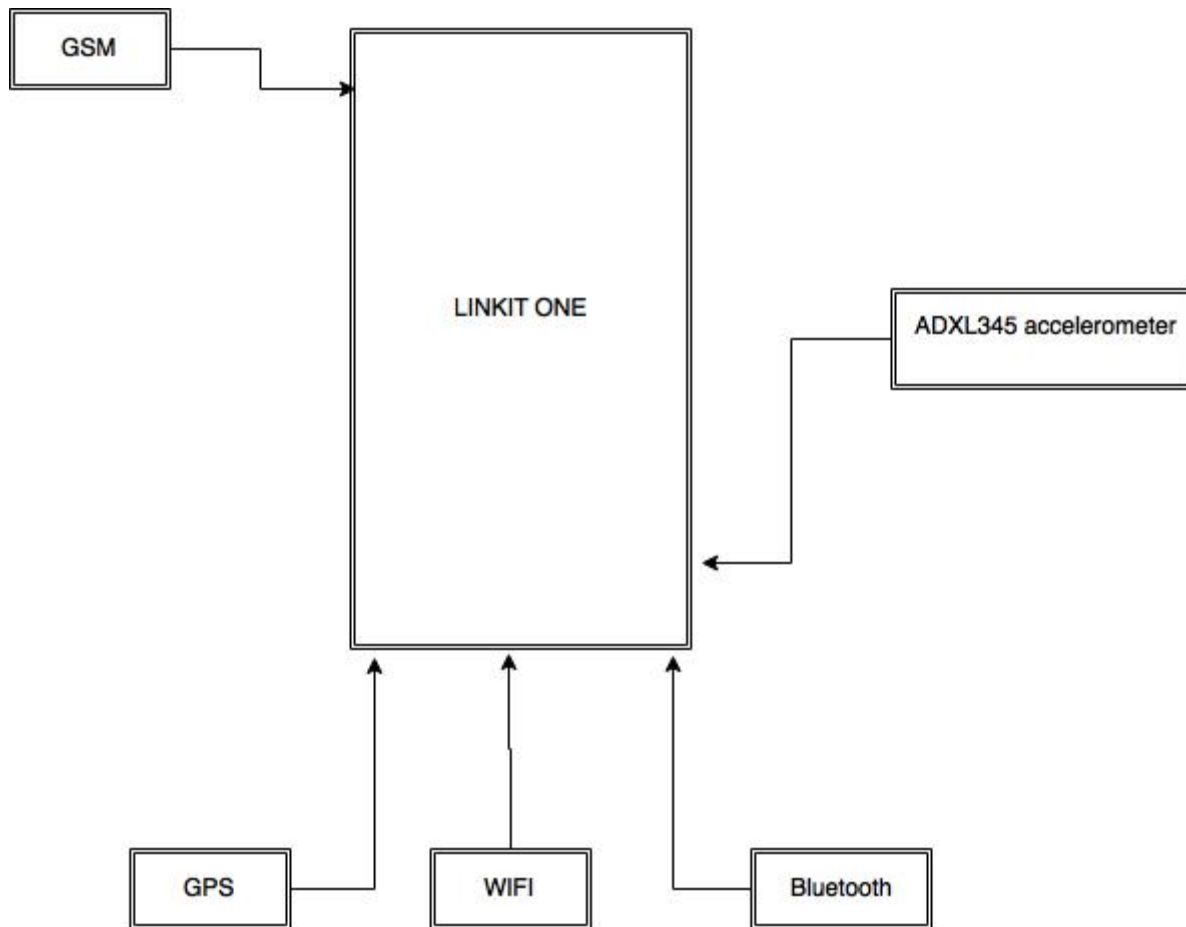 GSM
LINKIT ONE
ADXL345 accelerometer
GPS
WIFI
Bluetooth